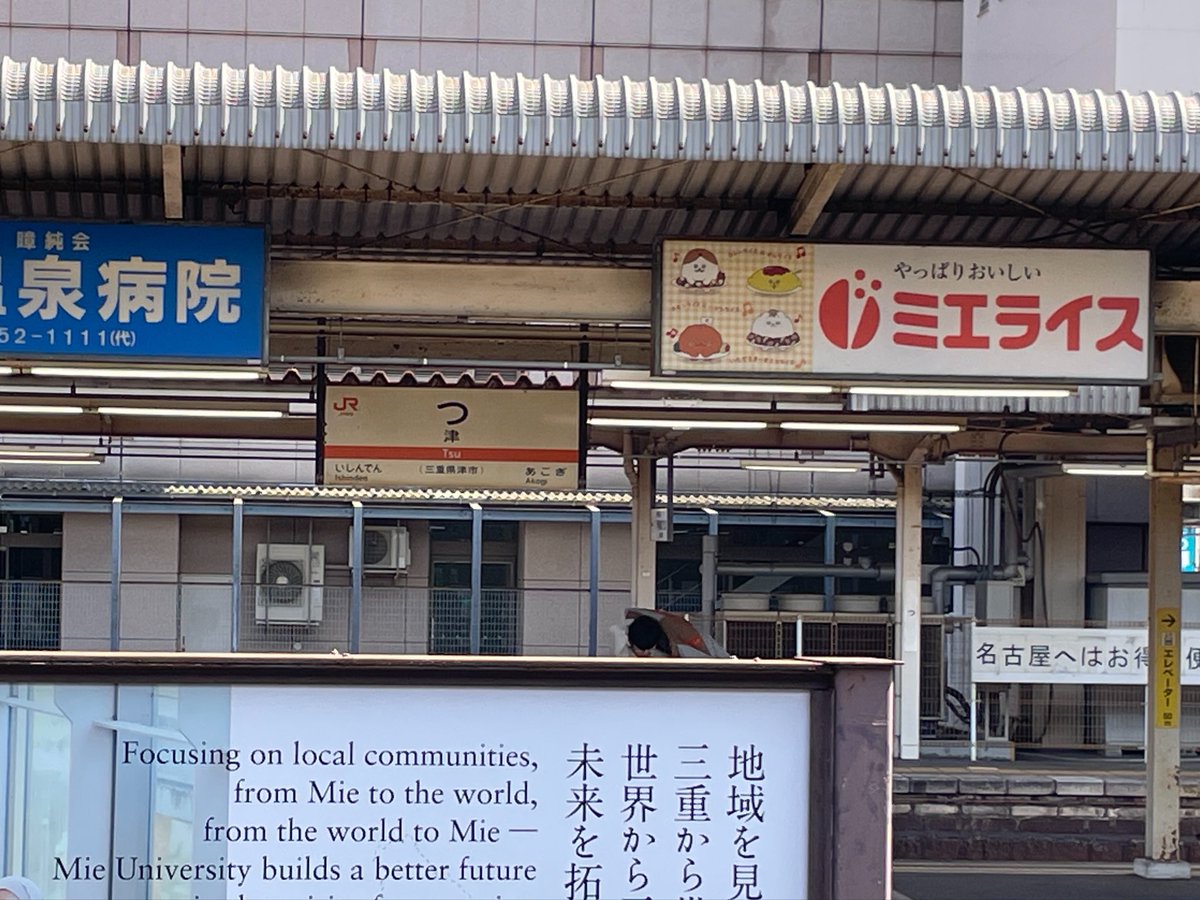 障純会
泉病院
52-1111(代)
やっぱりおいしい
ミエライス
JR
つ
津
Tsu
いしんでん
Ishinden
(三重県津市)
あこぎ
Akogi
名古屋へはお得
便
エレベーター
Focusing on local communities,
from Mie to the world,
from the world to Mie —
Mie University builds a better future
地域を見
三重から
世界から
未来を拓